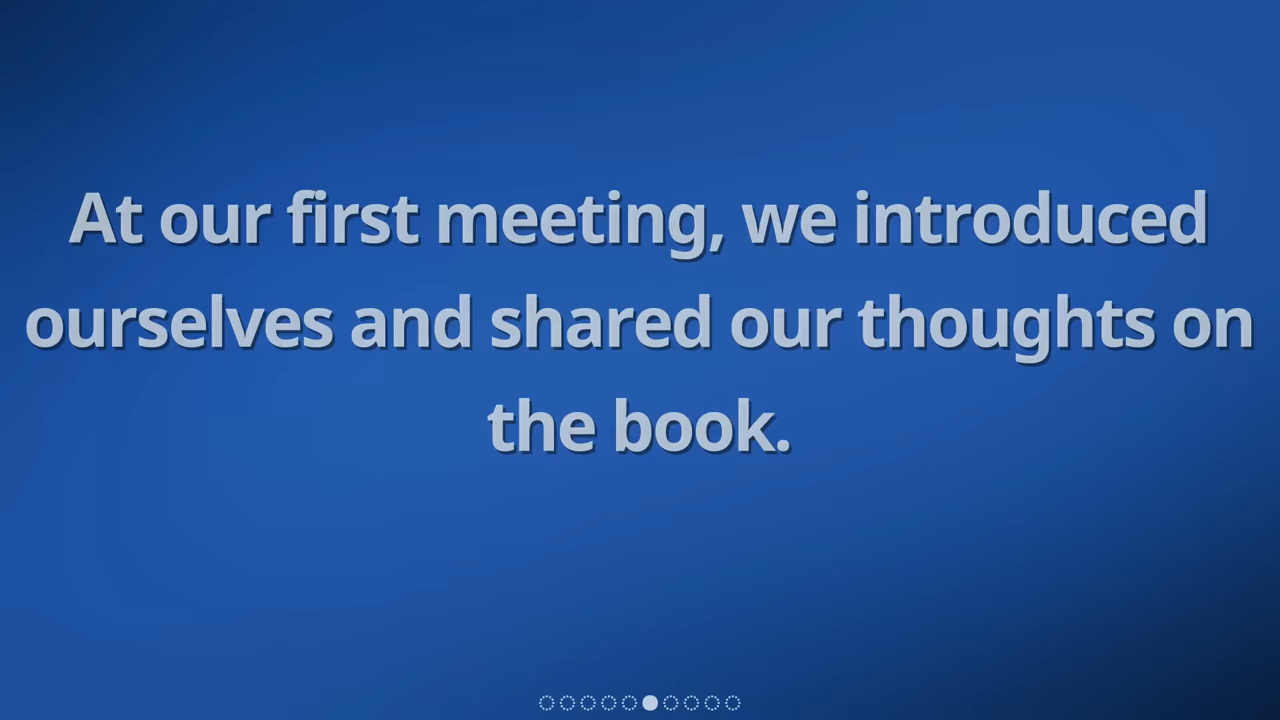 At our first meeting, we introduced
ourselves and shared our thoughts on
the book.